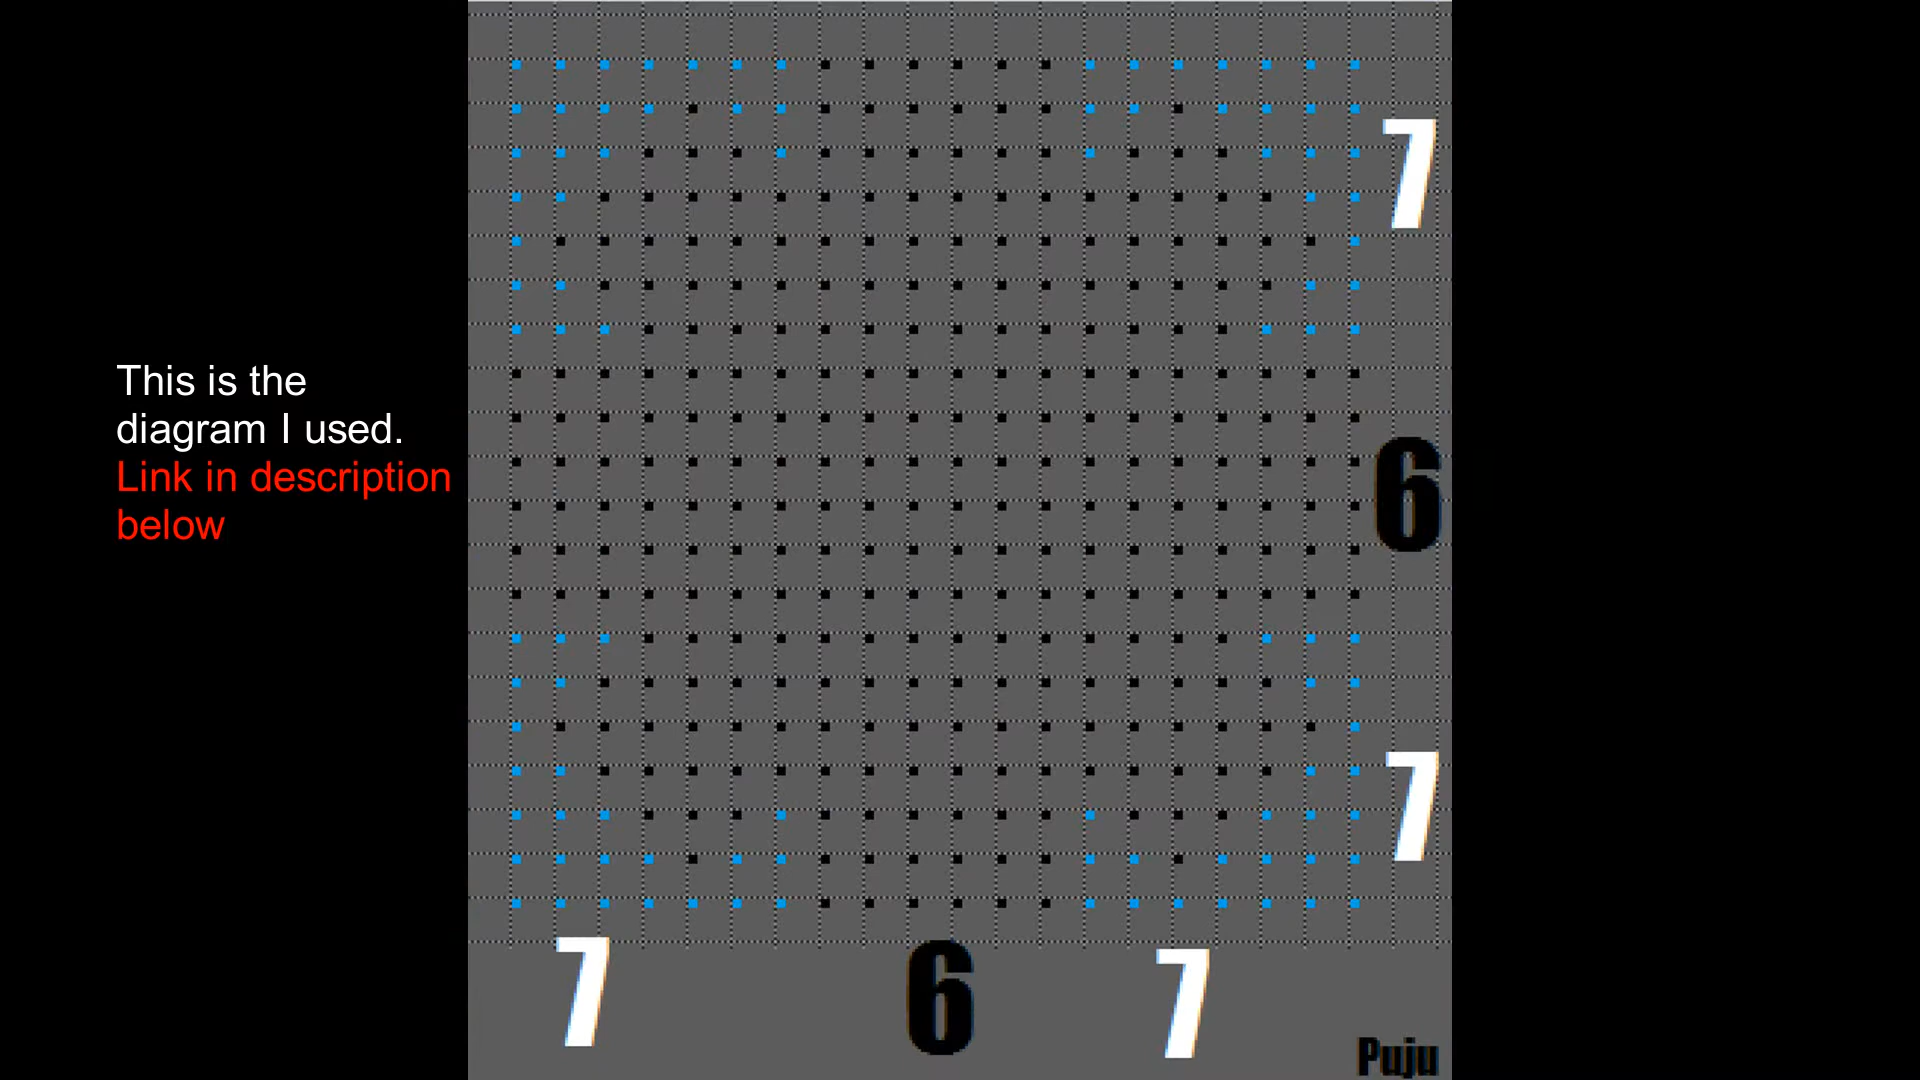 This is the
diagram I used.
Link in description
below
7
6
7
7
6
7
Puju